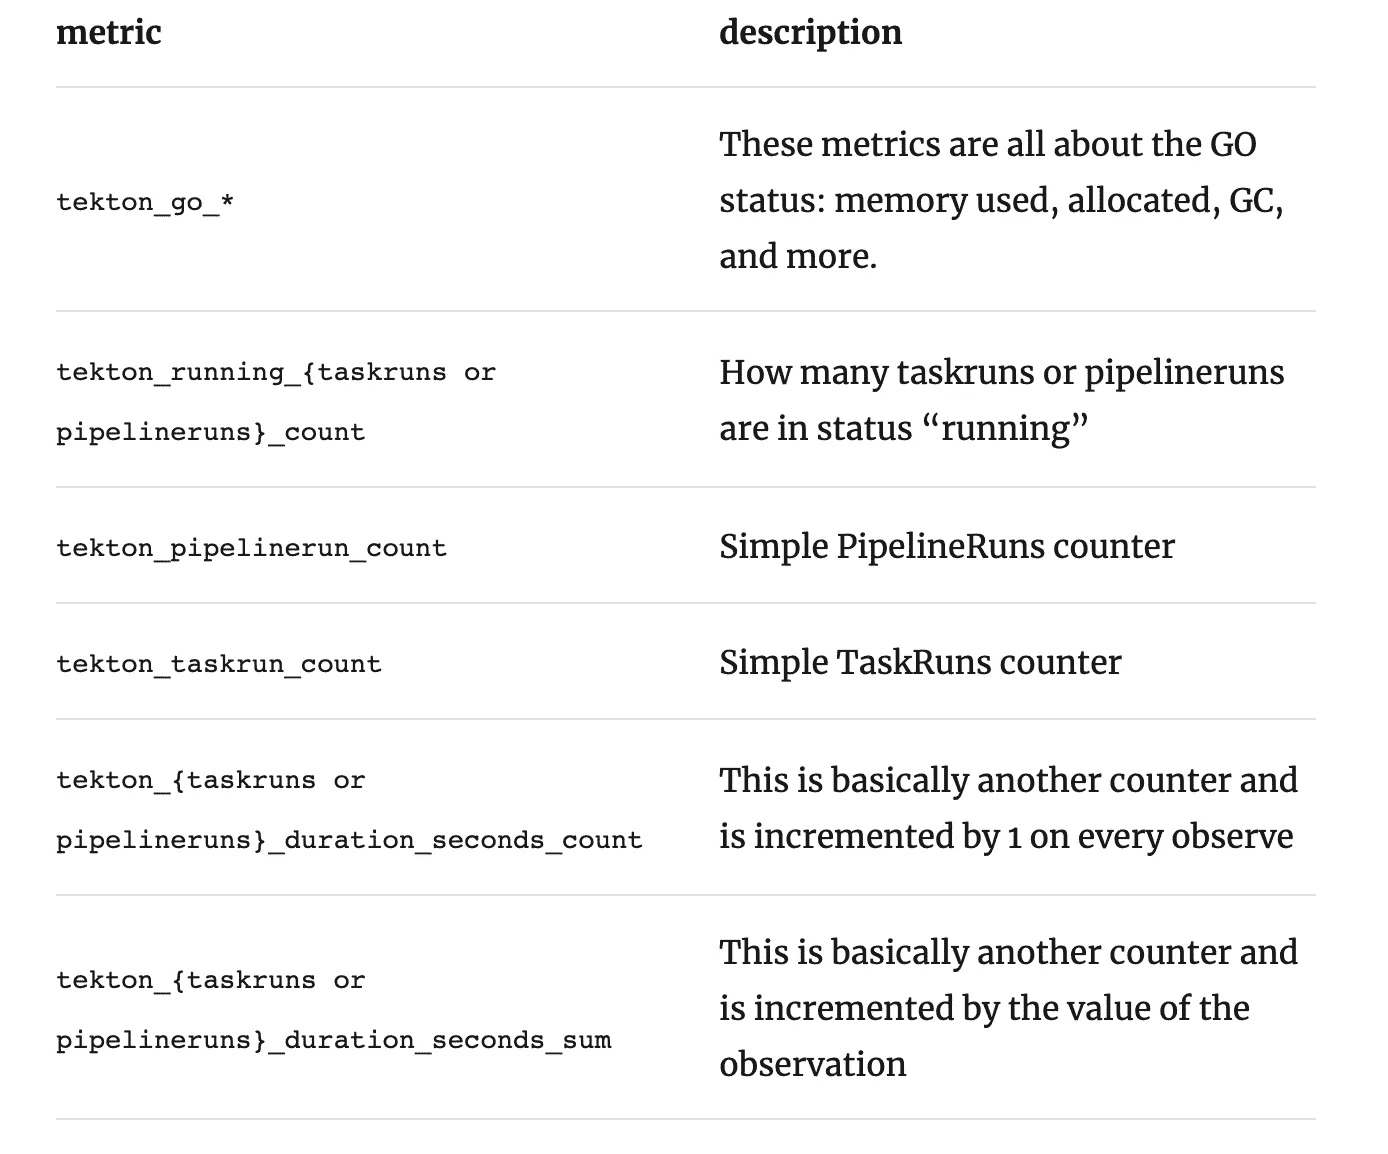 metric
description
tekton_go_*
These metrics are all about the GO
status: memory used, allocated, GC,
and more.
tekton_running_{taskruns or
pipelineruns}_count
How many taskruns or pipelineruns
are in status “running”
tekton_pipelinerun_count
Simple PipelineRuns counter
tekton_taskrun_count
Simple TaskRuns counter
tekton_{taskruns or
pipelineruns}_duration_seconds_count
This is basically another counter and
is incremented by 1 on every observe
tekton_{taskruns or
pipelineruns}_duration_seconds_sum
This is basically another counter and
is incremented by the value of the
observation